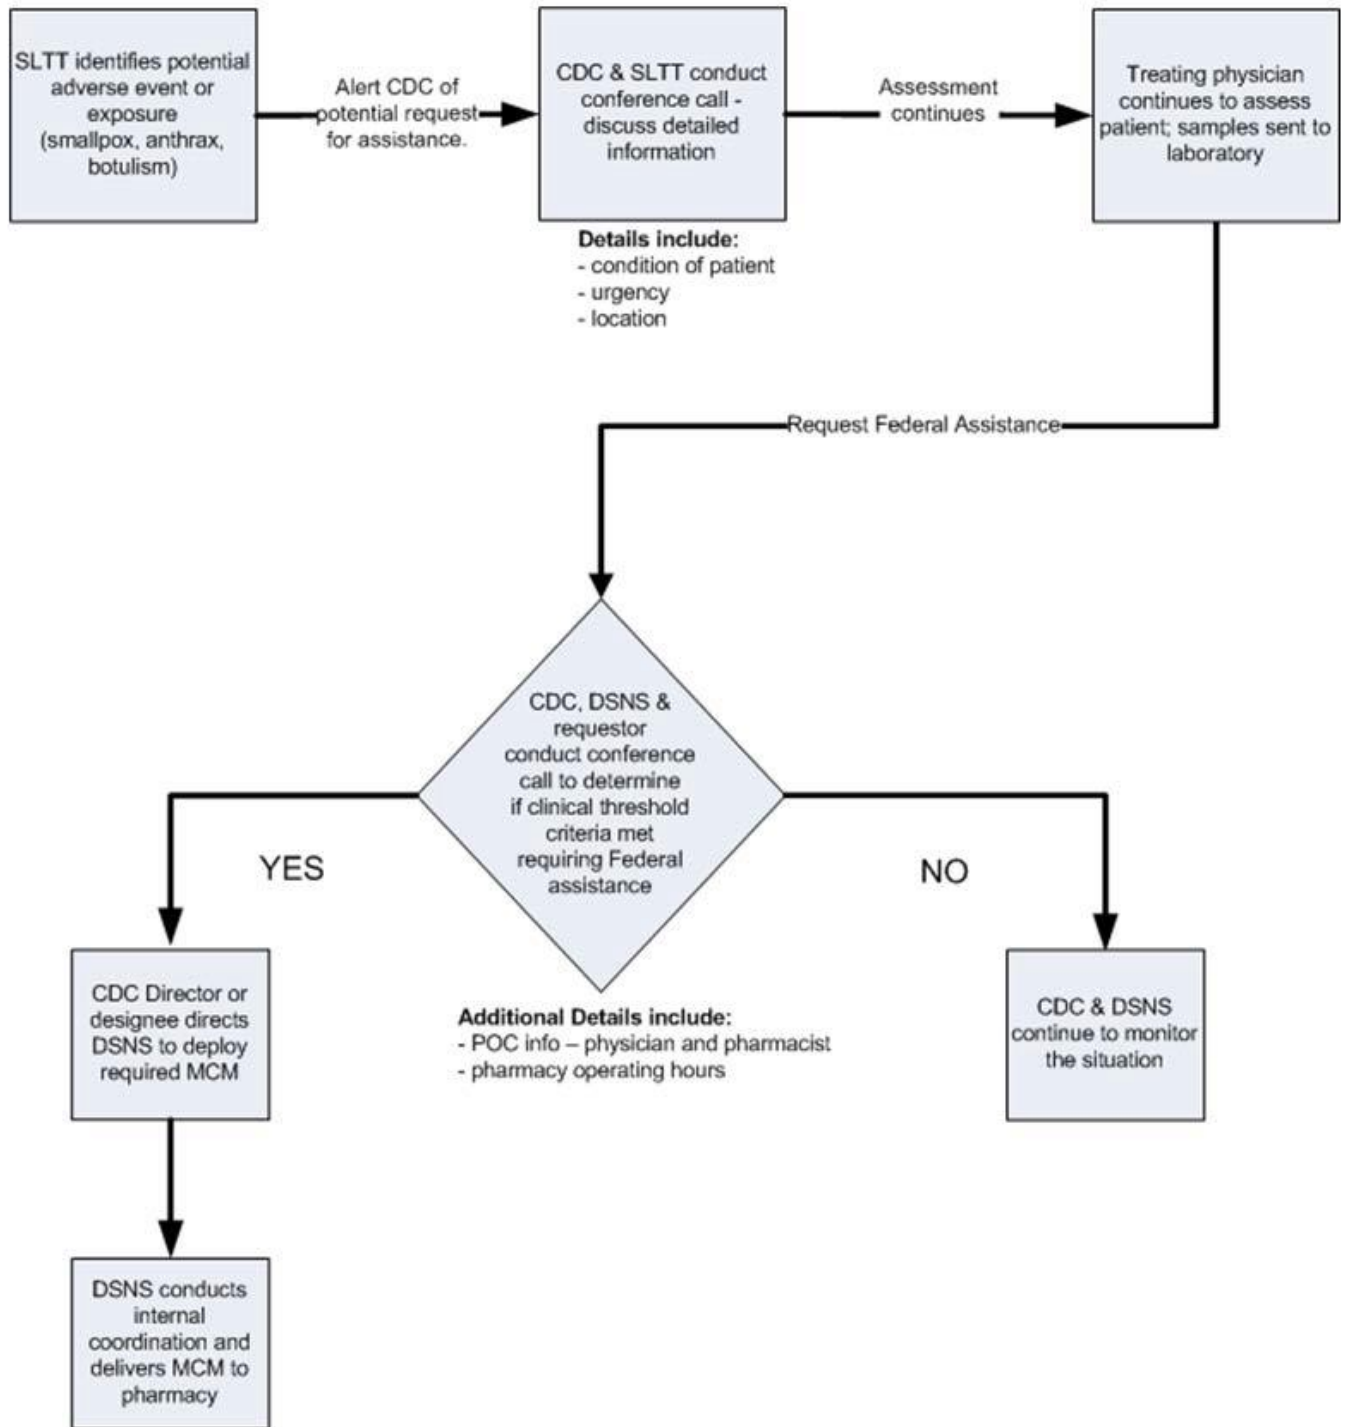 SLTT identifies potential
adverse event or
exposure
(smallpox, anthrax,
botulism)
Alert CDC of
potential request
for assistance.
CDC & SLTT conduct
conference call -
discuss detailed
information
Assessment
continues
Treating physician
continues to assess
patient; samples sent to
laboratory
Details include:
- condition of patient
- urgency
- location
Request Federal Assistance
CDC, DSNS &
requestor
conduct conference
call to determine
if clinical threshold
criteria met
requiring Federal
assistance
YES
NO
CDC Director or
designee directs
DSNS to deploy
required MCM
Additional Details include:
- POC info – physician and pharmacist
- pharmacy operating hours
CDC & DSNS
continue to monitor
the situation
DSNS conducts
internal
coordination and
delivers MCM to
pharmacy